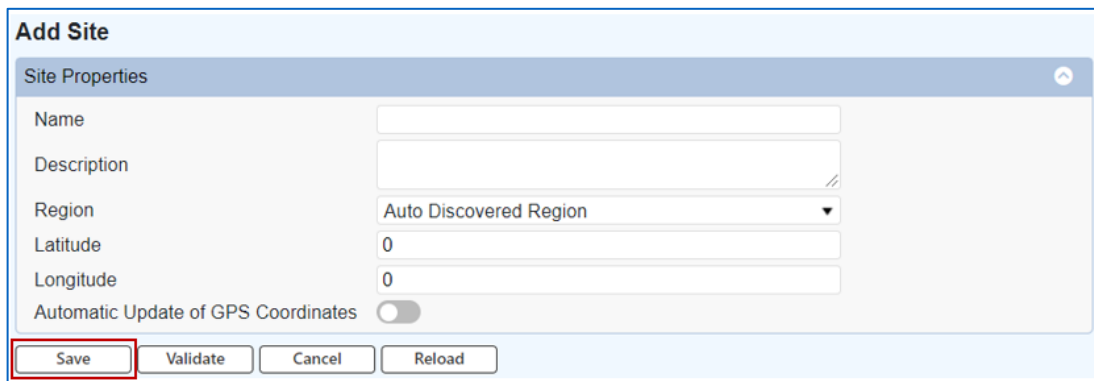 Add Site
Site Properties
Name
Description
Region Auto Discovered Region
Latitude 0
Longitude 0
Automatic Update of GPS Coordinates
Save Validate Cancel Reload